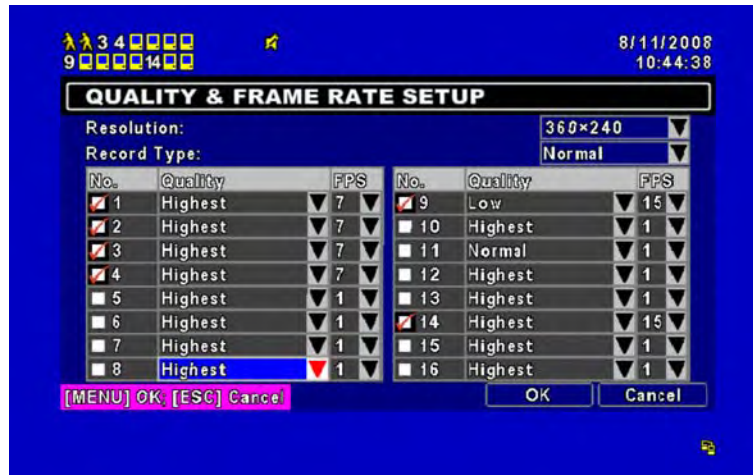 3 4
8/11/2008
9 14
10:44:38
QUALITY & FRAME RATE SETUP
Resolution: 360×240
Record Type: Normal
No. Quality FPS No. Quality FPS
1 Highest 7 9 Low 15
2 Highest 7 10 Highest 1
3 Highest 7 11 Normal 1
4 Highest 7 12 Highest 1
5 Highest 1 13 Highest 1
6 Highest 1 14 Highest 15
7 Highest 1 15 Highest 1
8 Highest 1 16 Highest 1
[MENU] OK; [ESC] Cancel OK Cancel